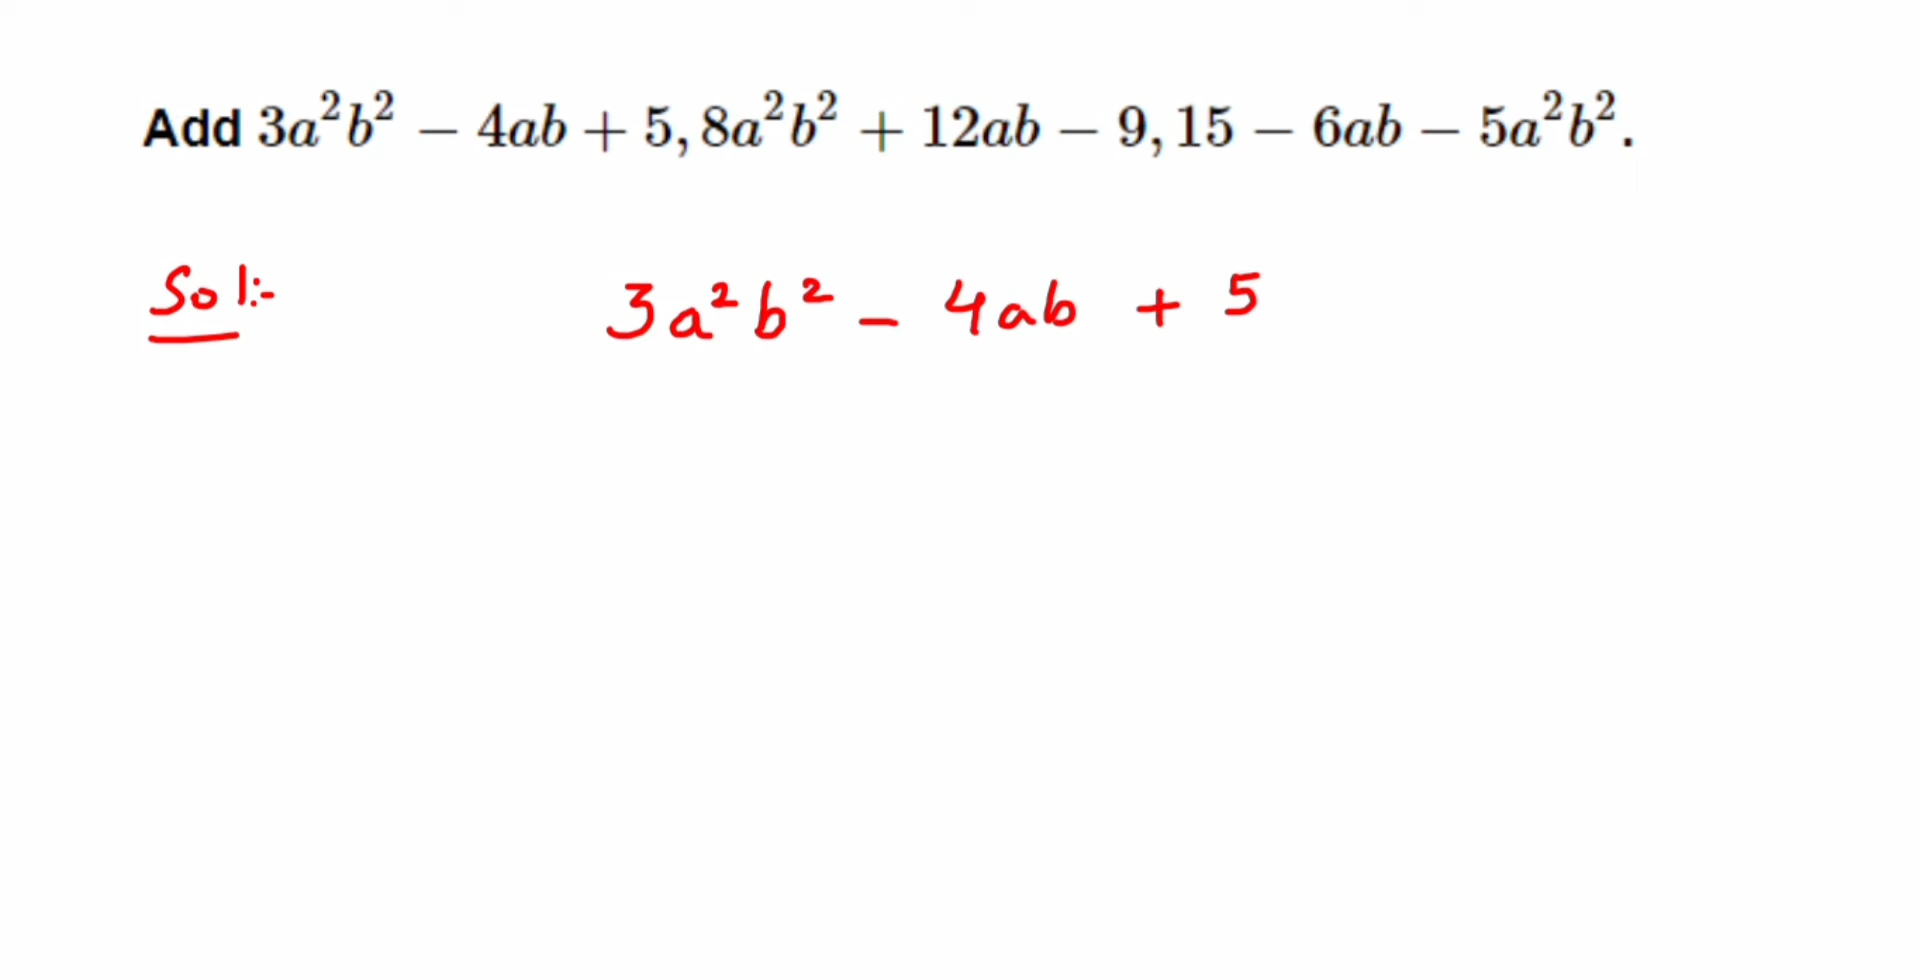 Add 3a²b² − 4ab + 5, 8a²b² + 12ab − 9, 15 − 6ab − 5a²b².
Sol:- 3a²b² - 4ab + 5